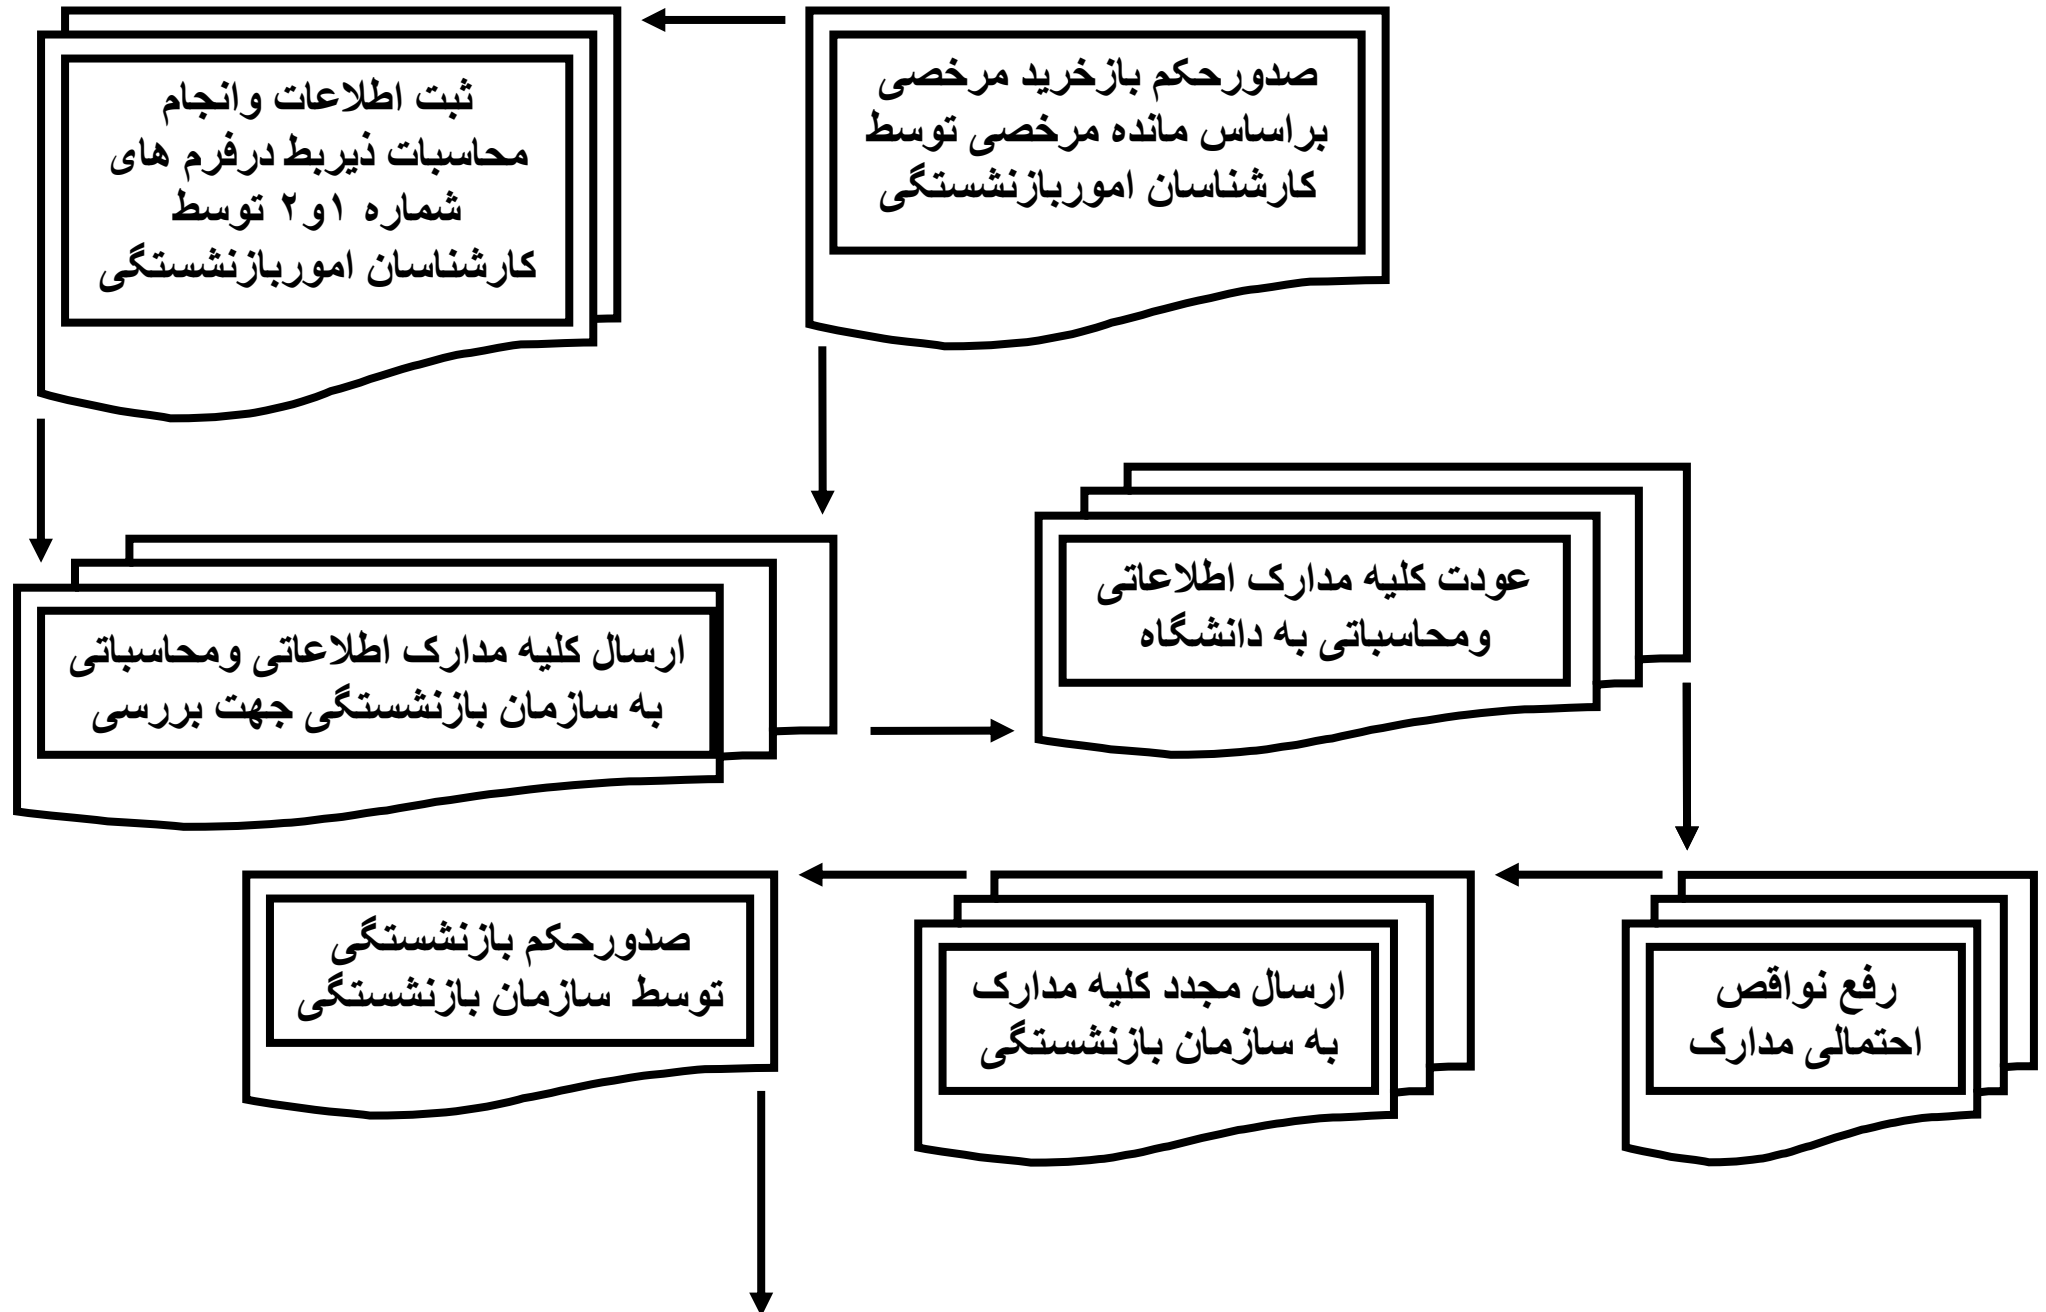 صدورحکم بازخرید مرخصی
براساس مانده مرخصی توسط
کارشناسان اموربازنشستگی
ثبت اطلاعات وانجام
محاسبات ذیربط درفرم های
شماره ۱و۲ توسط
کارشناسان اموربازنشستگی
ارسال کلیه مدارک اطلاعاتی ومحاسباتی
به سازمان بازنشستگی جهت بررسی
عودت کلیه مدارک اطلاعاتی
ومحاسباتی به دانشگاه
رفع نواقص
احتمالی مدارک
ارسال مجدد کلیه مدارک
به سازمان بازنشستگی
صدورحکم بازنشستگی
توسط سازمان بازنشستگی